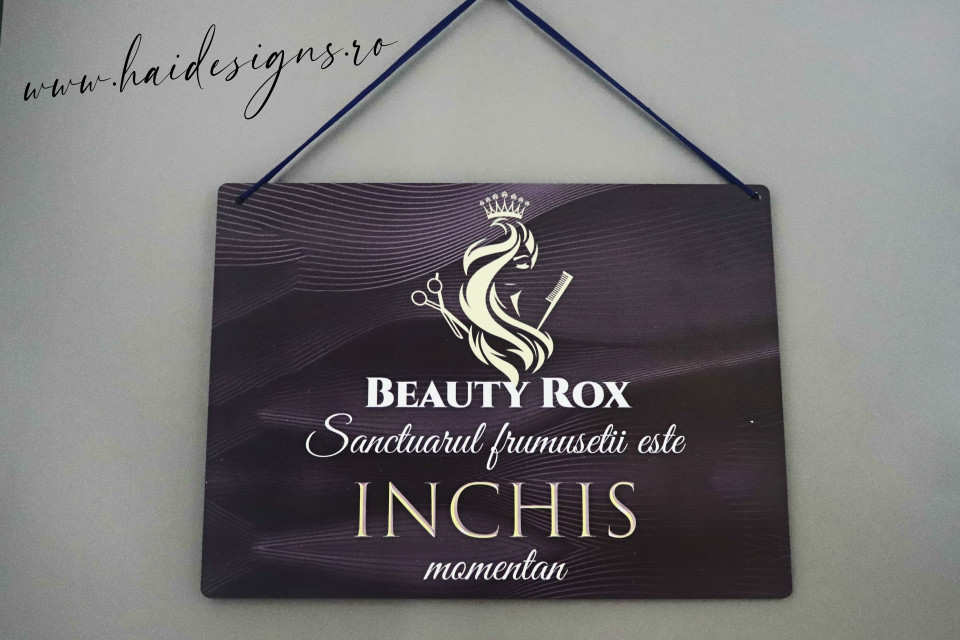 www.haidesigns.ro
BEAUTY ROX
Sanctuarul frumusetii este
INCHIS
momentan